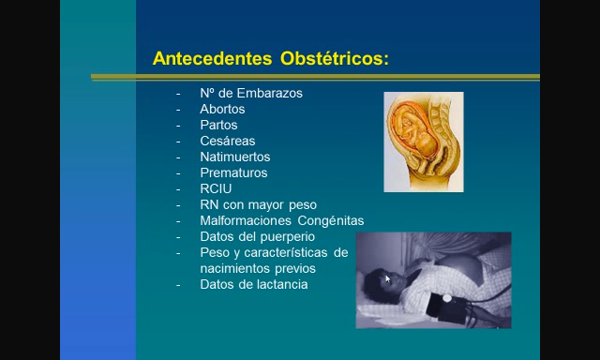 Antecedentes Obstétricos:
- Nº de Embarazos
- Abortos
- Partos
- Cesáreas
- Natimuertos
- Prematuros
- RCIU
- RN con mayor peso
- Malformaciones Congénitas
- Datos del puerperio
- Peso y características de
nacimientos previos
- Datos de lactancia